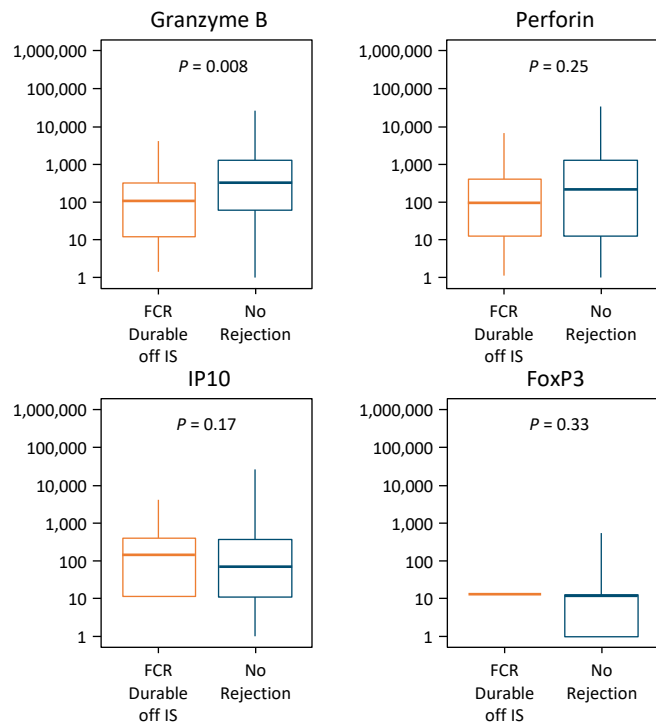 Granzyme B
1,000,000
100,000
10,000
1,000
100
10
1
P = 0.008
FCR
Durable
off IS
No
Rejection
Perforin
1,000,000
100,000
10,000
1,000
100
10
1
P = 0.25
FCR
Durable
off IS
No
Rejection
IP10
1,000,000
100,000
10,000
1,000
100
10
1
P = 0.17
FCR
Durable
off IS
No
Rejection
FoxP3
1,000,000
100,000
10,000
1,000
100
10
1
P = 0.33
FCR
Durable
off IS
No
Rejection